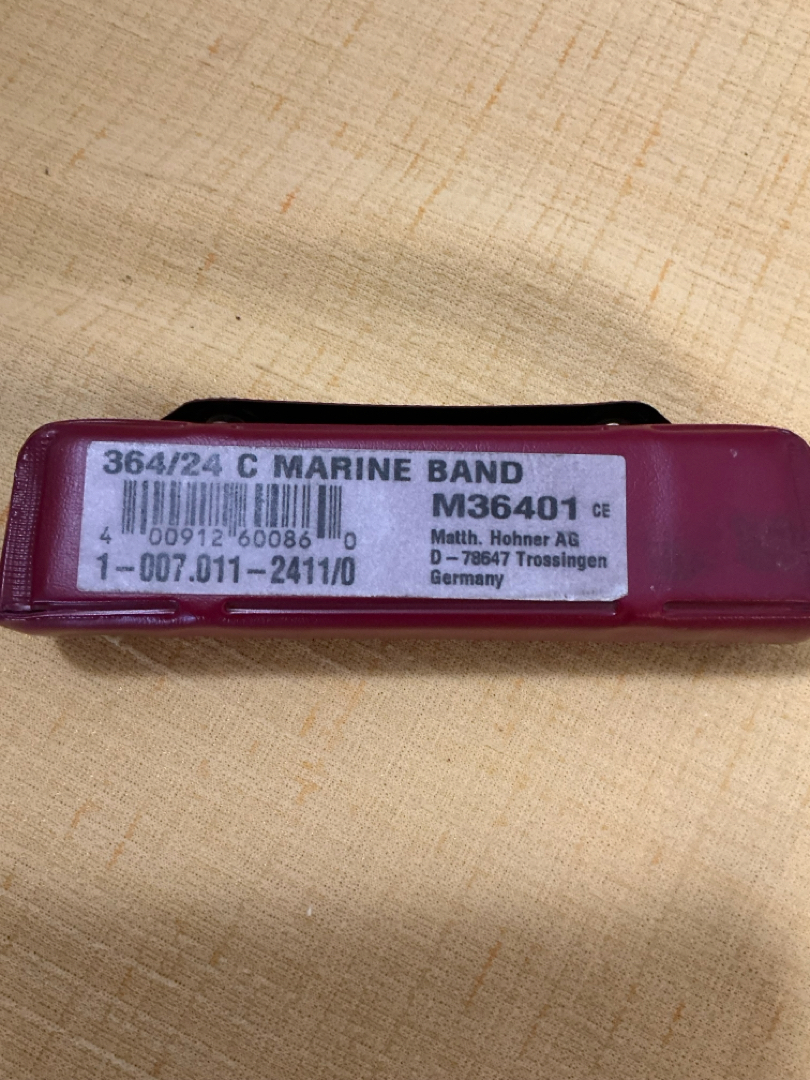 364/24 C MARINE BAND
M36401 CE
4 00912 60086 0
1-007.011-2411/0
Matth. Hohner AG
D-78647 Trossingen
Germany